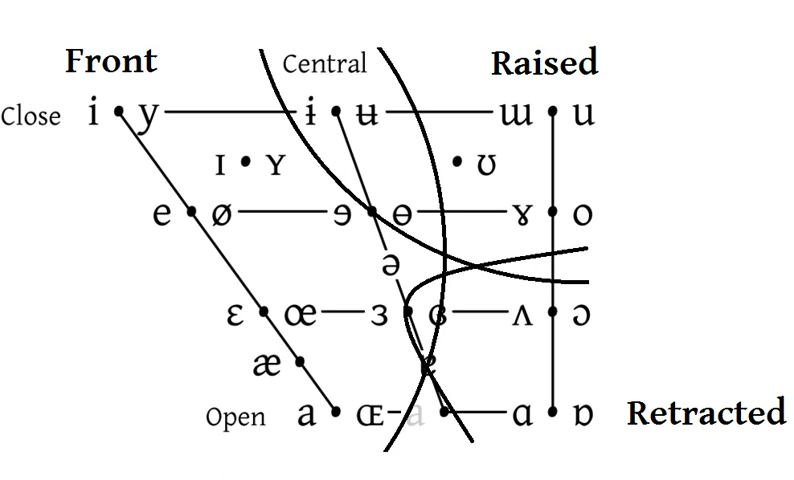 Front Central Raised
Close i y ɨ ʉ ɯ u
ɪ ʏ ʊ
e ø ɘ ɵ ɤ o
ə
ɛ œ ɜ ɞ ʌ ɔ
æ ɐ
Open a Œ ä ɑ ɒ Retracted